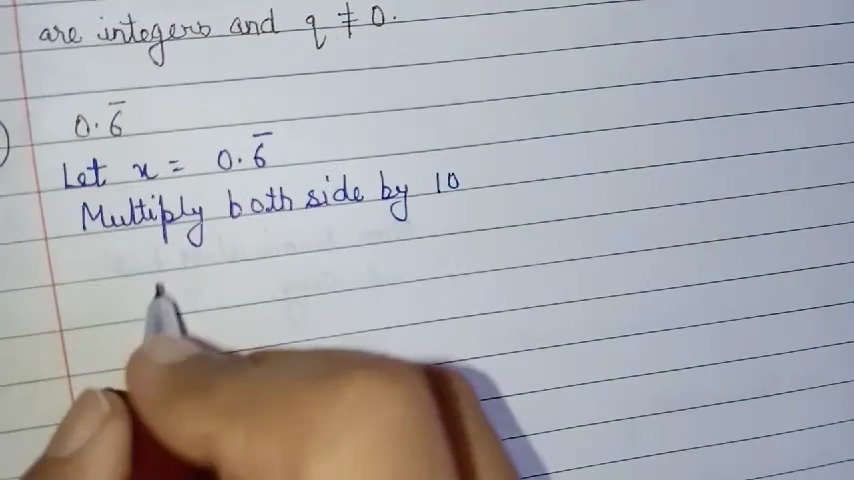 are integers and q ≠ 0.
)
0.6̅
Let x = 0.6̅
Multiply both side by 10